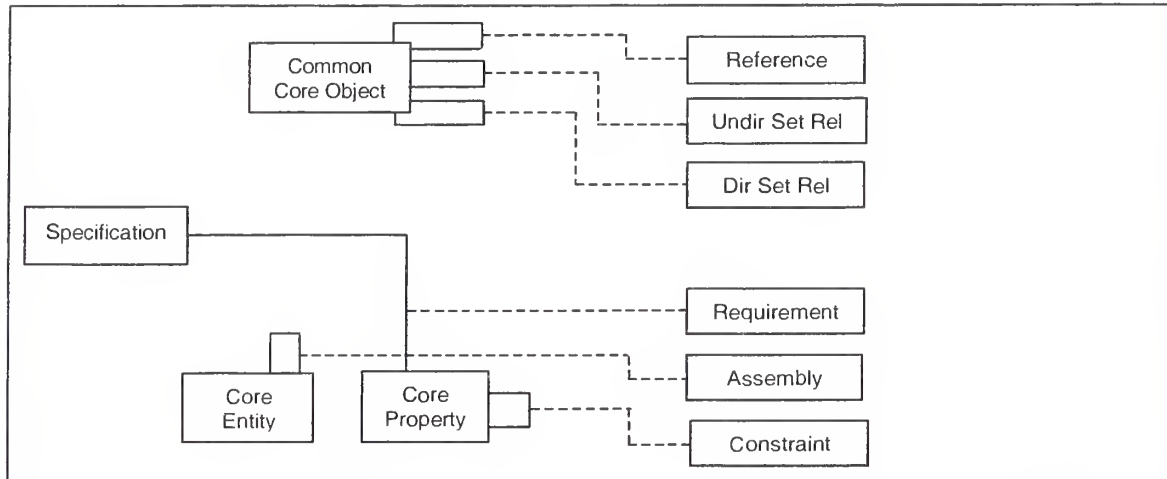 Common
Core Object
Reference
Undir Set Rel
Dir Set Rel
Specification
Requirement
Assembly
Core
Entity
Core
Property
Constraint